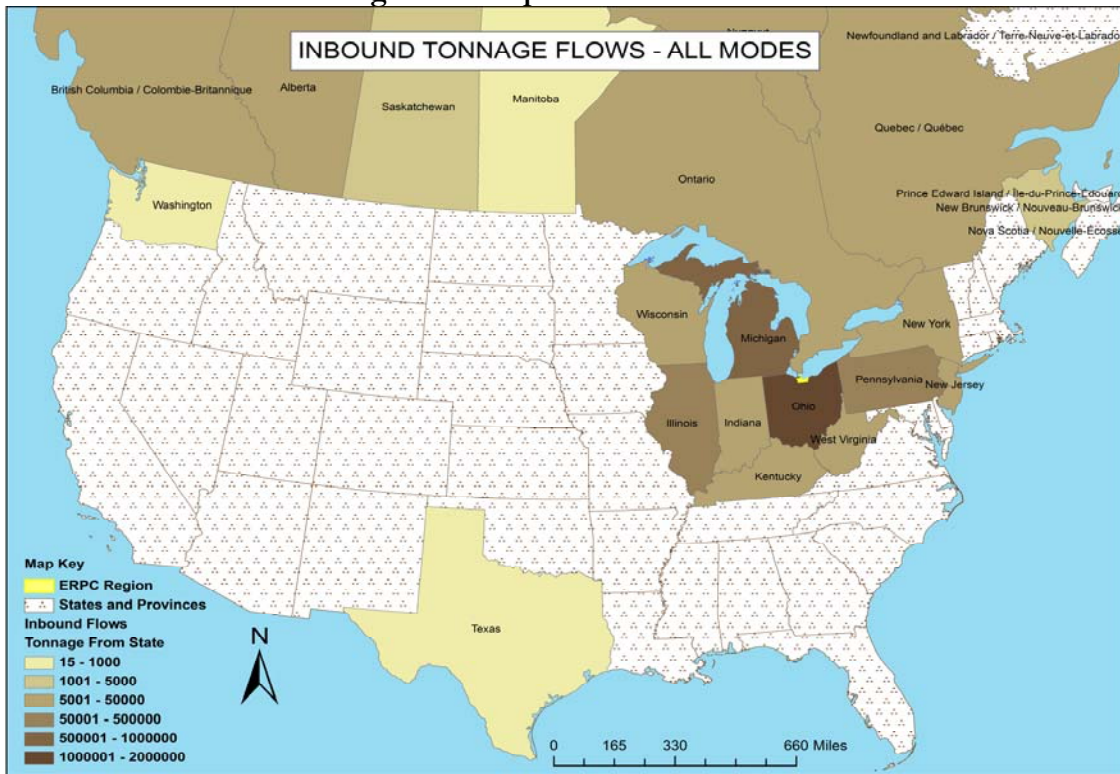 INBOUND TONNAGE FLOWS - ALL MODES
Newfoundland and Labrador / Terre-Neuve-et-Labrado
British Columbia / Colombie-Britannique
Alberta
Saskatchewan
Manitoba
Quebec / Québec
Ontario
Prince Edward Island / Île-du-Prince-Édouard
New Brunswick / Nouveau-Brunswick
Nova Scotia / Nouvelle-Écosse
Washington
Wisconsin
Michigan
New York
Pennsylvania
New Jersey
Illinois
Indiana
Ohio
West Virginia
Kentucky
Texas
Map Key
ERPC Region
States and Provinces
Inbound Flows
Tonnage From State
15 - 1000
1001 - 5000
5001 - 50000
50001 - 500000
500001 - 1000000
1000001 - 2000000
N
0 165 330 660 Miles